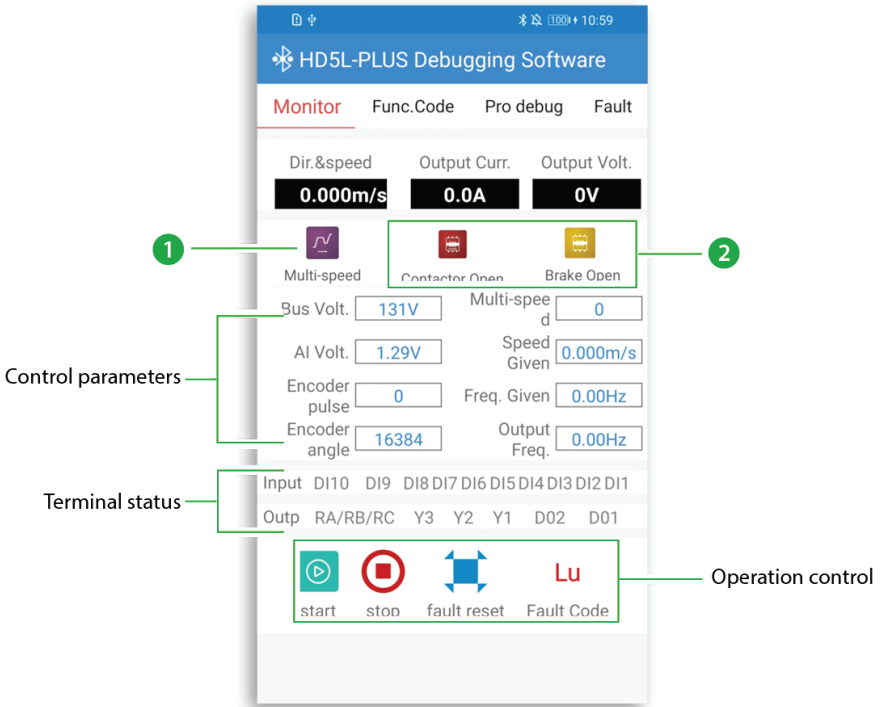 100 10:59
HD5L-PLUS Debugging Software
Monitor Func.Code Pro debug Fault
Dir.&speed Output Curr. Output Volt.
0.000m/s 0.0A 0V
1 2
Multi-speed Contactor Open Brake Open
Bus Volt. 131V Multi-spee
d 0
AI Volt. 1.29V Speed
Given 0.000m/s
Control parameters
Encoder
pulse 0 Freq. Given 0.00Hz
Encoder
angle 16384 Output
Freq. 0.00Hz
Input DI10 DI9 DI8 DI7 DI6 DI5 DI4 DI3 DI2 DI1
Terminal status
Outp RA/RB/RC Y3 Y2 Y1 D02 D01
Lu
Operation control
start stop fault reset Fault Code